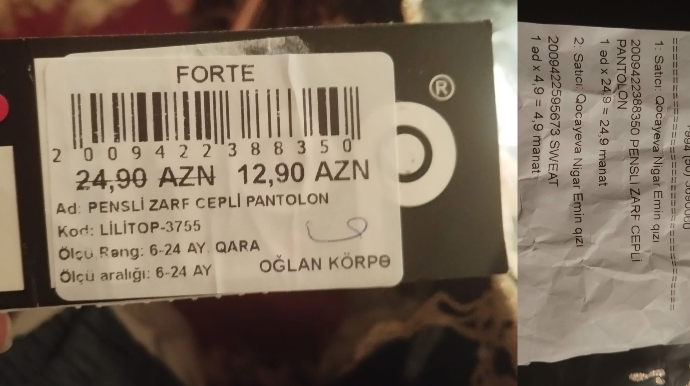 FORTE
®
2 009422 388350
24,90 AZN 12,90 AZN
Ad: PENSLİ ZARF CEPLİ PANTOLON
Kod: LİLİTOP-3755
Ölçü Rəng: 6-24 AY. QARA
Ölçü aralığı: 6-24 AY
OĞLAN KÖRPƏ
==============================
1: Satıcı: Qocayeva Nigar Emin qızı
2009422388350 PENSLİ ZARF CEPLİ
PANTOLON
1 əd x 24,9 = 24,9 manat
2: Satıcı: Qocayeva Nigar Emin qızı
2009422595673 SWEAT
1 əd x 4,9 = 4,9 manat